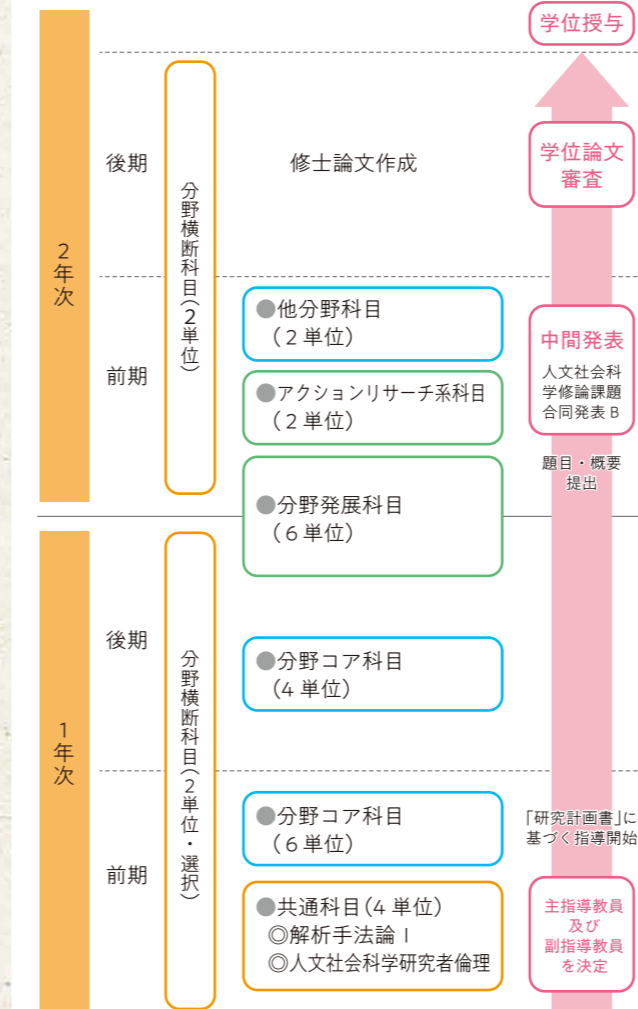 学位授与
2年次
後期
分野横断科目(2単位)
修士論文作成
学位論文
審査
前期
●他分野科目
(2単位)
●アクションリサーチ系科目
(2単位)
中間発表
人文社会科
学修論課題
合同発表B
題目・概要
提出
●分野発展科目
(6単位)
1年次
後期
分野横断科目(2単位・選択)
●分野コア科目
(4単位)
前期
●分野コア科目
(6単位)
「研究計画書」に
基づく指導開始
●共通科目(4単位)
◎解析手法論Ⅰ
◎人文社会科学研究者倫理
主指導教員
及び
副指導教員
を決定